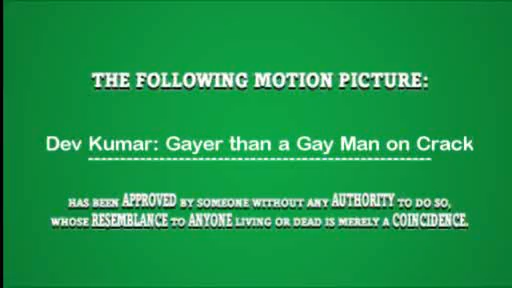 THE FOLLOWING MOTION PICTURE:
Dev Kumar: Gayer than a Gay Man on Crack
HAS BEEN APPROVED BY SOMEONE WITHOUT ANY AUTHORITY TO DO SO,
WHOSE RESEMBLANCE TO ANYONE LIVING OR DEAD IS MERELY A COINCIDENCE.